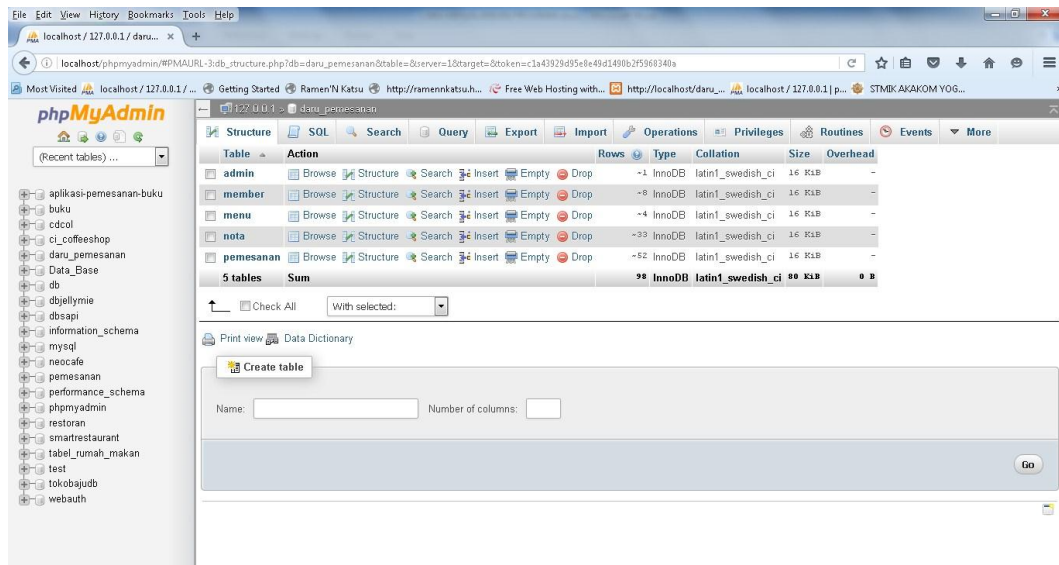 File Edit View History Bookmarks Tools Help
localhost / 127.0.0.1 / daru... × +
localhost/phpmyadmin/#PMAURL-3:db_structure.php?db=daru_pemesanan&table=&server=1&target=&token=c1a43929d95e8e49d1490b2f5968340a
Most Visited localhost / 127.0.0.1 / ... Getting Started Ramen'N Katsu http://ramennkatsu.h... Free Web Hosting with... http://localhost/daru_... localhost / 127.0.0.1 | p... STMIK AKAKOM YOG...
phpMyAdmin
(Recent tables) ...
aplikasi-pemesanan-buku
buku
cdcol
ci_coffeeshop
daru_pemesanan
Data_Base
db
dbjellymie
dbsapi
information_schema
mysql
neocafe
pemesanan
performance_schema
phpmyadmin
restoran
smartrestaurant
tabel_rumah_makan
test
tokobajudb
webauth
127.0.0.1 » daru_pemesanan
Structure SQL Search Query Export Import Operations Privileges Routines Events More
Table Action Rows Type Collation Size Overhead
admin Browse Structure Search Insert Empty Drop ~1 InnoDB latin1_swedish_ci 16 KiB -
member Browse Structure Search Insert Empty Drop ~8 InnoDB latin1_swedish_ci 16 KiB -
menu Browse Structure Search Insert Empty Drop ~4 InnoDB latin1_swedish_ci 16 KiB -
nota Browse Structure Search Insert Empty Drop ~33 InnoDB latin1_swedish_ci 16 KiB -
pemesanan Browse Structure Search Insert Empty Drop ~52 InnoDB latin1_swedish_ci 16 KiB -
5 tables Sum 98 InnoDB latin1_swedish_ci 80 KiB 0 B
Check All With selected:
Print view Data Dictionary
Create table
Name: Number of columns:
Go